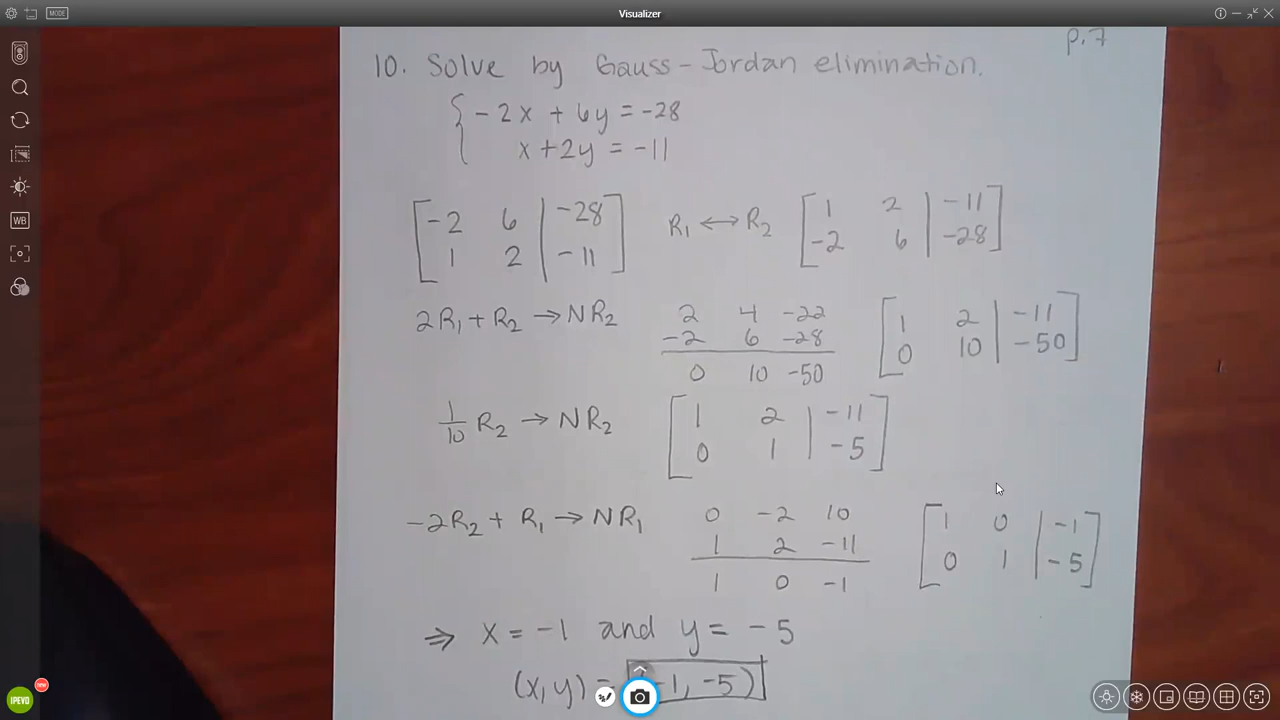 MODE
Visualizer
p.7
10. Solve by Gauss-Jordan elimination.
{ -2x + 6y = -28
x + 2y = -11
[ -2 6 | -28 ] R₁ ↔ R₂ [ 1 2 | -11 ]
[ 1 2 | -11 ] [ -2 6 | -28 ]
2R₁ + R₂ → NR₂ 2 4 -22 [ 1 2 | -11 ]
-2 6 -28 [ 0 10 | -50 ]
0 10 -50
1/10 R₂ → NR₂ [ 1 2 | -11 ]
[ 0 1 | -5 ]
-2R₂ + R₁ → NR₁ 0 -2 10 [ 1 0 | -1 ]
1 2 -11 [ 0 1 | -5 ]
1 0 -1
⇒ x = -1 and y = -5
(x, y) = (-1, -5)
WB
new
IPEVO